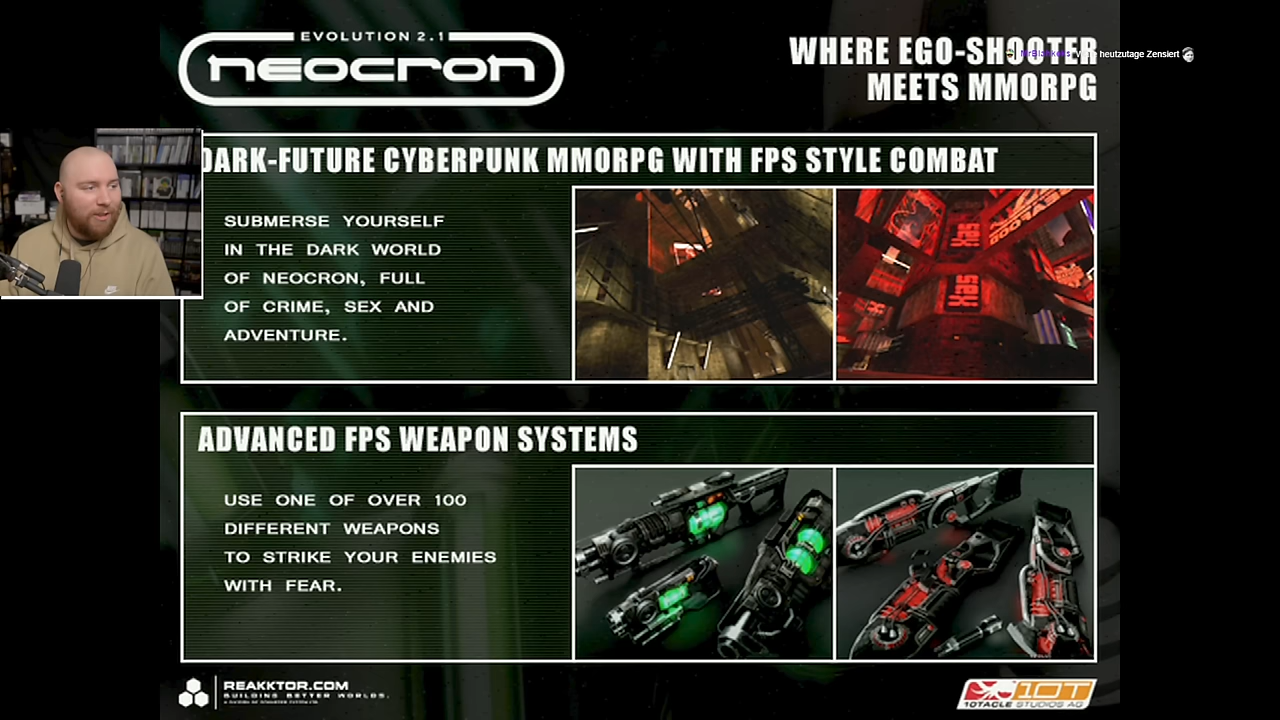 EVOLUTION 2.1
neocron
WHERE EGO-SHOOTER
MEETS MMORPG
heutzutage Zensiert
DARK-FUTURE CYBERPUNK MMORPG WITH FPS STYLE COMBAT
SUBMERSE YOURSELF
IN THE DARK WORLD
OF NEOCRON, FULL
OF CRIME, SEX AND
ADVENTURE.
sex
sex
ADVANCED FPS WEAPON SYSTEMS
USE ONE OF OVER 100
DIFFERENT WEAPONS
TO STRIKE YOUR ENEMIES
WITH FEAR.
REAKKTOR.COM
BUILDING BETTER WORLDS.
10T
10TACLE STUDIOS AG